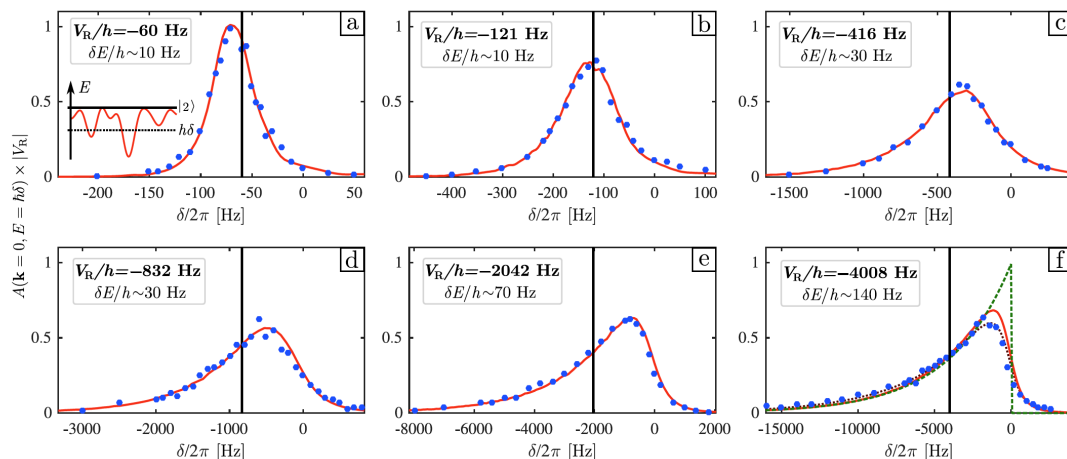 A(k = 0, E = ħδ) × |V_R|
a
V_R/h=−60 Hz
δE/h∼10 Hz
E
|2⟩
ħδ
1
0.5
0
-200 -150 -100 -50 0 50
δ/2π [Hz]
b
V_R/h=−121 Hz
δE/h∼10 Hz
1
0.5
0
-400 -300 -200 -100 0 100
δ/2π [Hz]
c
V_R/h=−416 Hz
δE/h∼30 Hz
1
0.5
0
-1500 -1000 -500 0
δ/2π [Hz]
d
V_R/h=−832 Hz
δE/h∼30 Hz
1
0.5
0
-3000 -2000 -1000 0
δ/2π [Hz]
e
V_R/h=−2042 Hz
δE/h∼70 Hz
1
0.5
0
-8000 -6000 -4000 -2000 0 2000
δ/2π [Hz]
f
V_R/h=−4008 Hz
δE/h∼140 Hz
1
0.5
0
-15000 -10000 -5000 0
δ/2π [Hz]